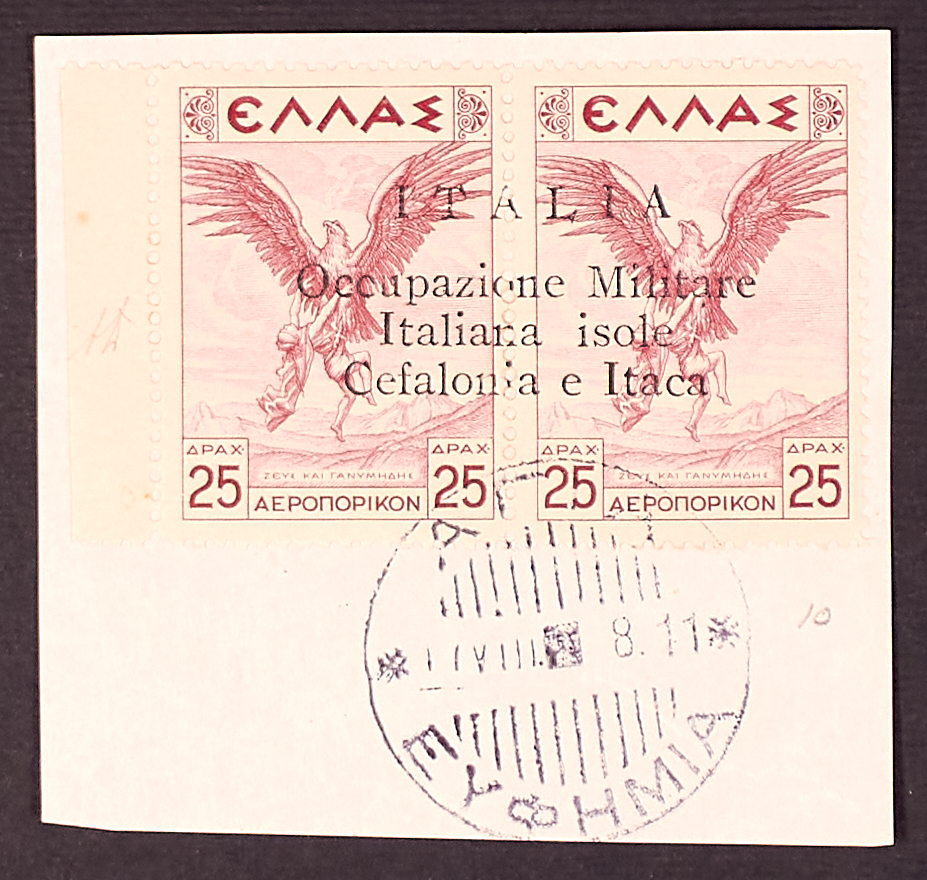 ΕΛΛΑΣ ΕΛΛΑΣ
ITALIA
Occupazione Militare
Italiana isole
Cefalonia e Itaca
ΔΡΑΧ· ΔΡΑΧ· ΔΡΑΧ· ΔΡΑΧ·
ΖΕΥΣ ΚΑΙ ΓΑΝΥΜΗΔΗΣ ΖΕΥΣ ΚΑΙ ΓΑΝΥΜΗΔΗΣ
25 ΑΕΡΟΠΟΡΙΚΟΝ 25 25 ΑΕΡΟΠΟΡΙΚΟΝ 25
10
8.11
ΕΥΦΗΜΙΑ